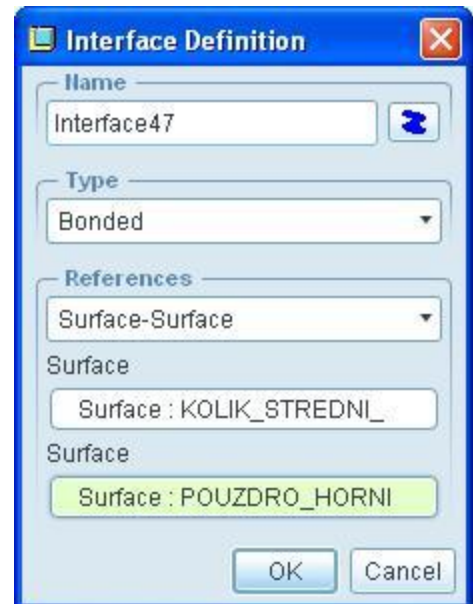 Interface Definition
Name
Interface47
Type
Bonded
References
Surface-Surface
Surface
Surface : KOLIK_STREDNI_
Surface
Surface : POUZDRO_HORNI
OK Cancel